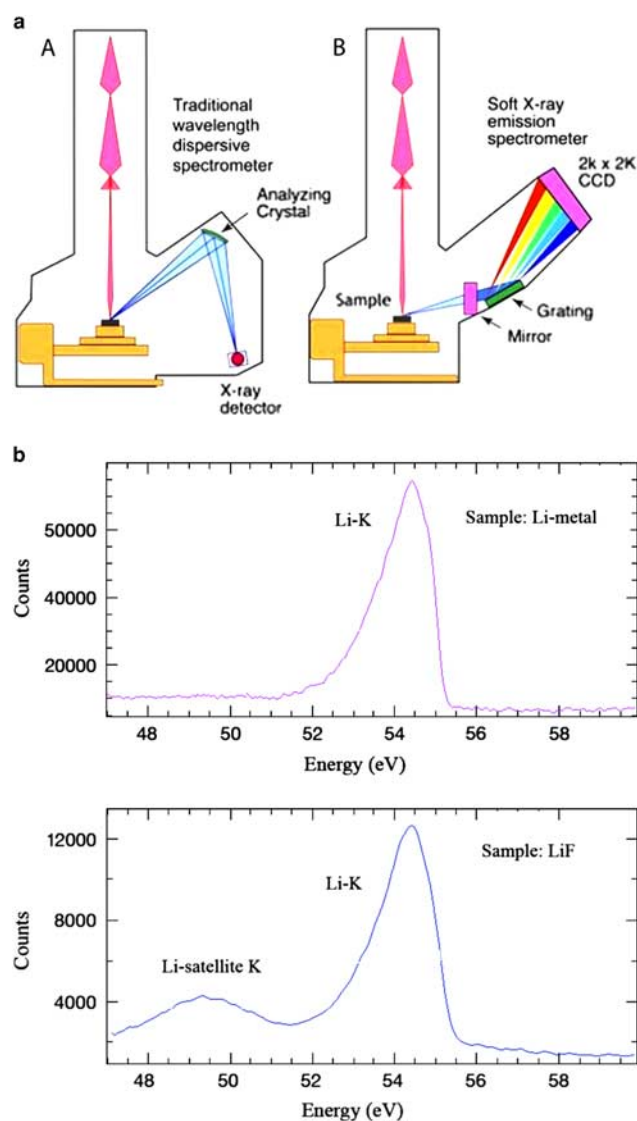 a
A
Traditional
wavelength
dispersive
spectrometer
Analyzing
Crystal
X-ray
detector
B
Soft X-ray
emission
spectrometer
2k x 2K
CCD
Sample
Grating
Mirror
b
Li-K
Sample: Li-metal
Counts
50000
40000
30000
20000
48 50 52 54 56 58
Energy (eV)
Sample: LiF
Li-K
Li-satellite K
Counts
12000
8000
4000
48 50 52 54 56 58
Energy (eV)